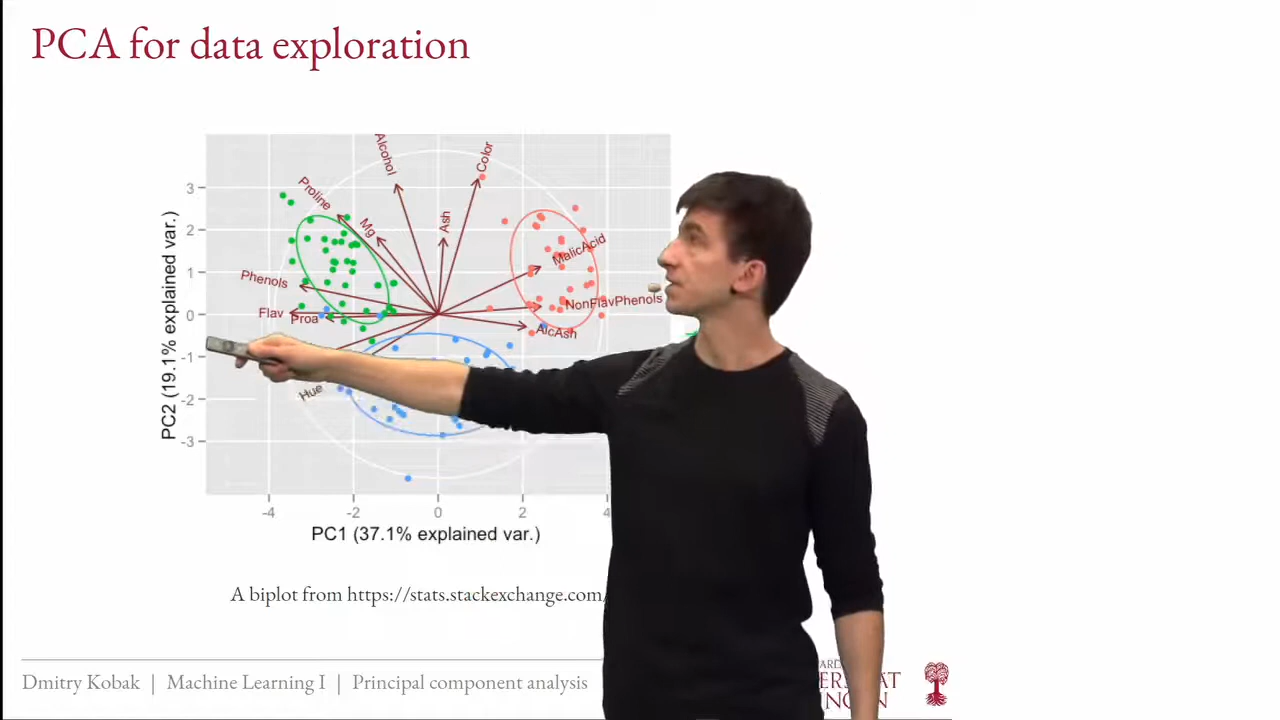 PCA for data exploration
Alcohol
Color
Proline
Mg
Ash
MalicAcid
Phenols
NonFlavPhenols
Flav
Proa
AlcAsh
Hue
3
2
1
0
-1
-2
-3
PC2 (19.1% explained var.)
-4
-2
0
2
4
PC1 (37.1% explained var.)
A biplot from https://stats.stackexchange.com/
Dmitry Kobak | Machine Learning I | Principal component analysis